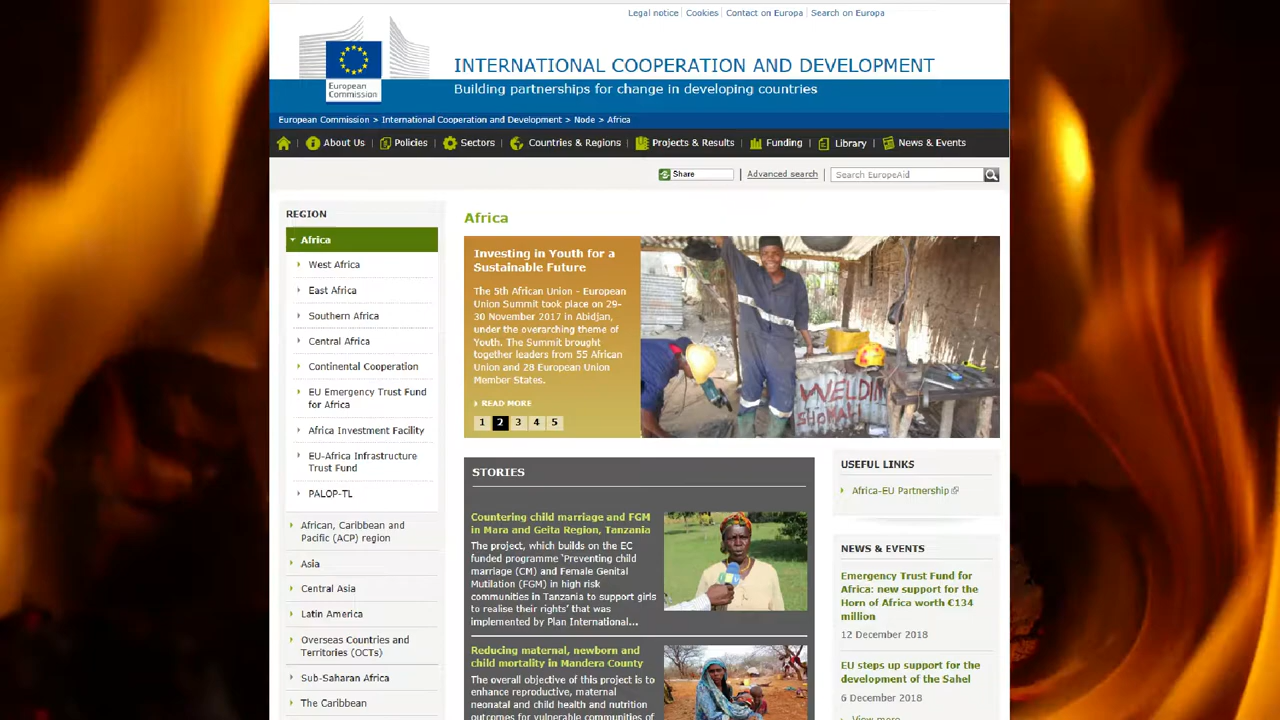 Legal notice | Cookies | Contact on Europa | Search on Europa
European
Commission
INTERNATIONAL COOPERATION AND DEVELOPMENT
Building partnerships for change in developing countries
European Commission > International Cooperation and Development > Node > Africa
About Us | Policies | Sectors | Countries & Regions | Projects & Results | Funding | Library | News & Events
Share | Advanced search | Search EuropeAid
REGION
Africa
West Africa
East Africa
Southern Africa
Central Africa
Continental Cooperation
EU Emergency Trust Fund
for Africa
Africa Investment Facility
EU-Africa Infrastructure
Trust Fund
PALOP-TL
African, Caribbean and
Pacific (ACP) region
Asia
Central Asia
Latin America
Overseas Countries and
Territories (OCTs)
Sub-Saharan Africa
The Caribbean
Africa
Investing in Youth for a
Sustainable Future
The 5th African Union - European
Union Summit took place on 29-
30 November 2017 in Abidjan,
under the overarching theme of
Youth. The Summit brought
together leaders from 55 African
Union and 28 European Union
Member States.
READ MORE
1 2 3 4 5
WELDIN
SHOMARI
STORIES
Countering child marriage and FGM
in Mara and Geita Region, Tanzania
The project, which builds on the EC
funded programme 'Preventing child
marriage (CM) and Female Genital
Mutilation (FGM) in high risk
communities in Tanzania to support girls
to realise their rights' that was
implemented by Plan International...
Reducing maternal, newborn and
child mortality in Mandera County
The overall objective of this project is to
enhance reproductive, maternal
neonatal and child health and nutrition
outcomes for vulnerable communities of
USEFUL LINKS
Africa-EU Partnership
NEWS & EVENTS
Emergency Trust Fund for
Africa: new support for the
Horn of Africa worth €134
million
12 December 2018
EU steps up support for the
development of the Sahel
6 December 2018
View more